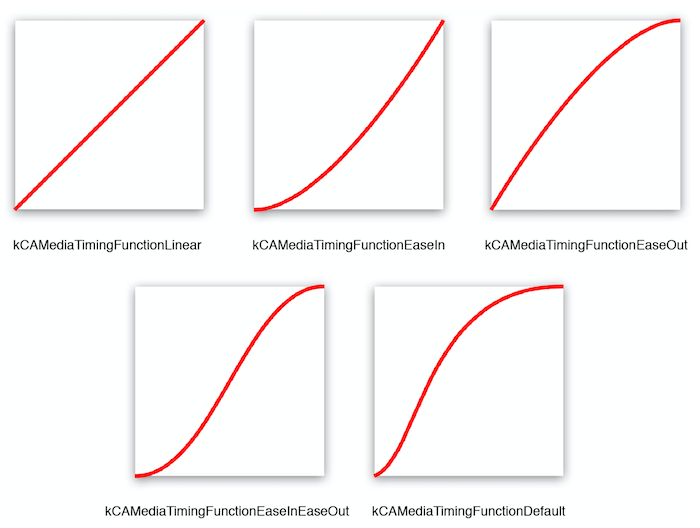 kCAMediaTimingFunctionLinear
kCAMediaTimingFunctionEaseIn
kCAMediaTimingFunctionEaseOut
kCAMediaTimingFunctionEaseInEaseOut
kCAMediaTimingFunctionDefault